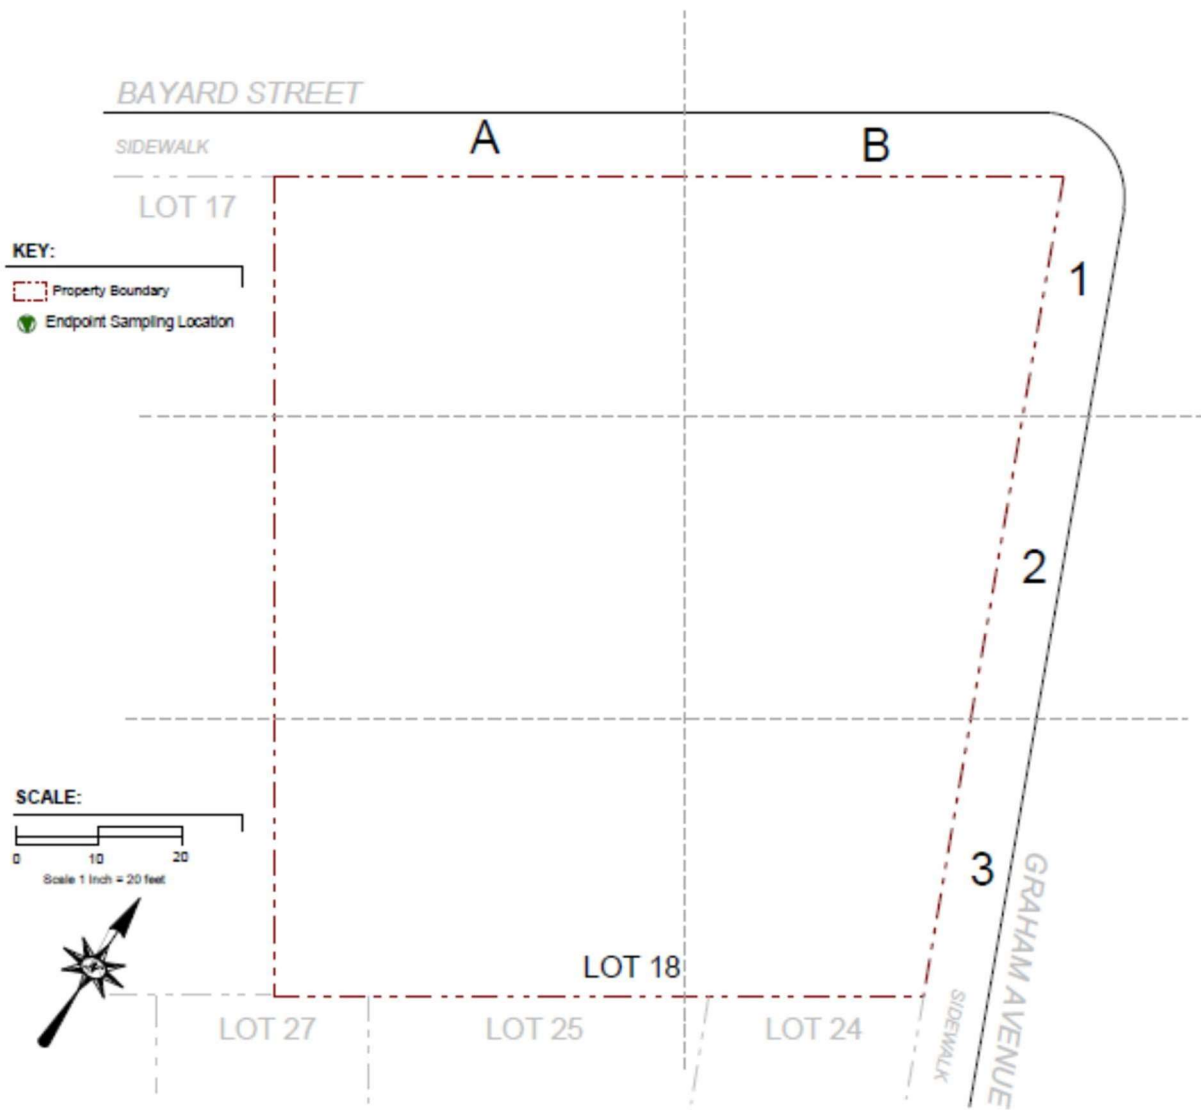 BAYARD STREET
SIDEWALK
A
B
LOT 17
KEY:
Property Boundary
Endpoint Sampling Location
1
2
SCALE:
0 10 20
Scale 1 Inch = 20 feet
3
GRAHAM AVENUE
SIDEWALK
LOT 18
LOT 27
LOT 25
LOT 24